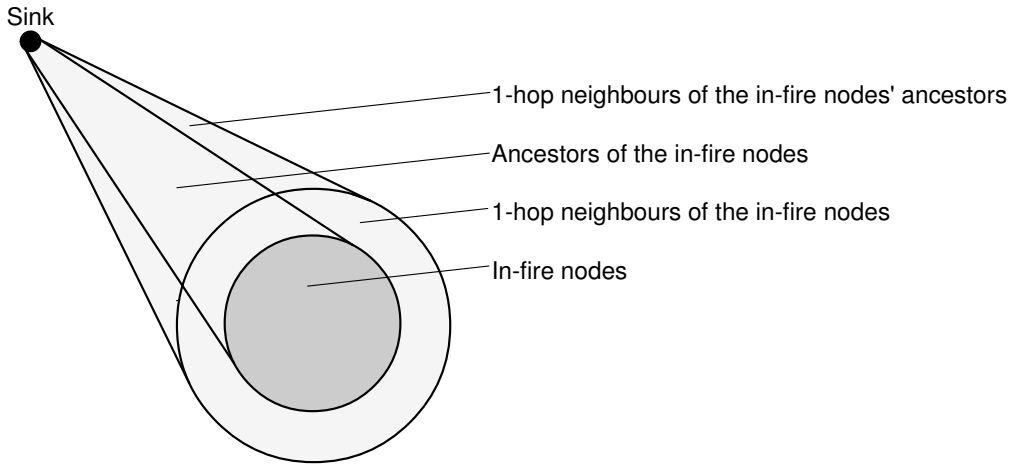 Sink
1-hop neighbours of the in-fire nodes' ancestors
Ancestors of the in-fire nodes
1-hop neighbours of the in-fire nodes
In-fire nodes